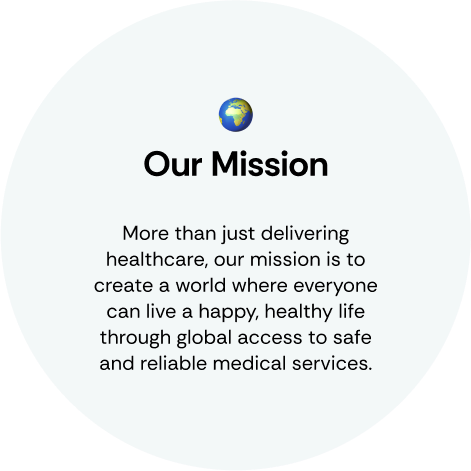 Our Mission
More than just delivering
healthcare, our mission is to
create a world where everyone
can live a happy, healthy life
through global access to safe
and reliable medical services.